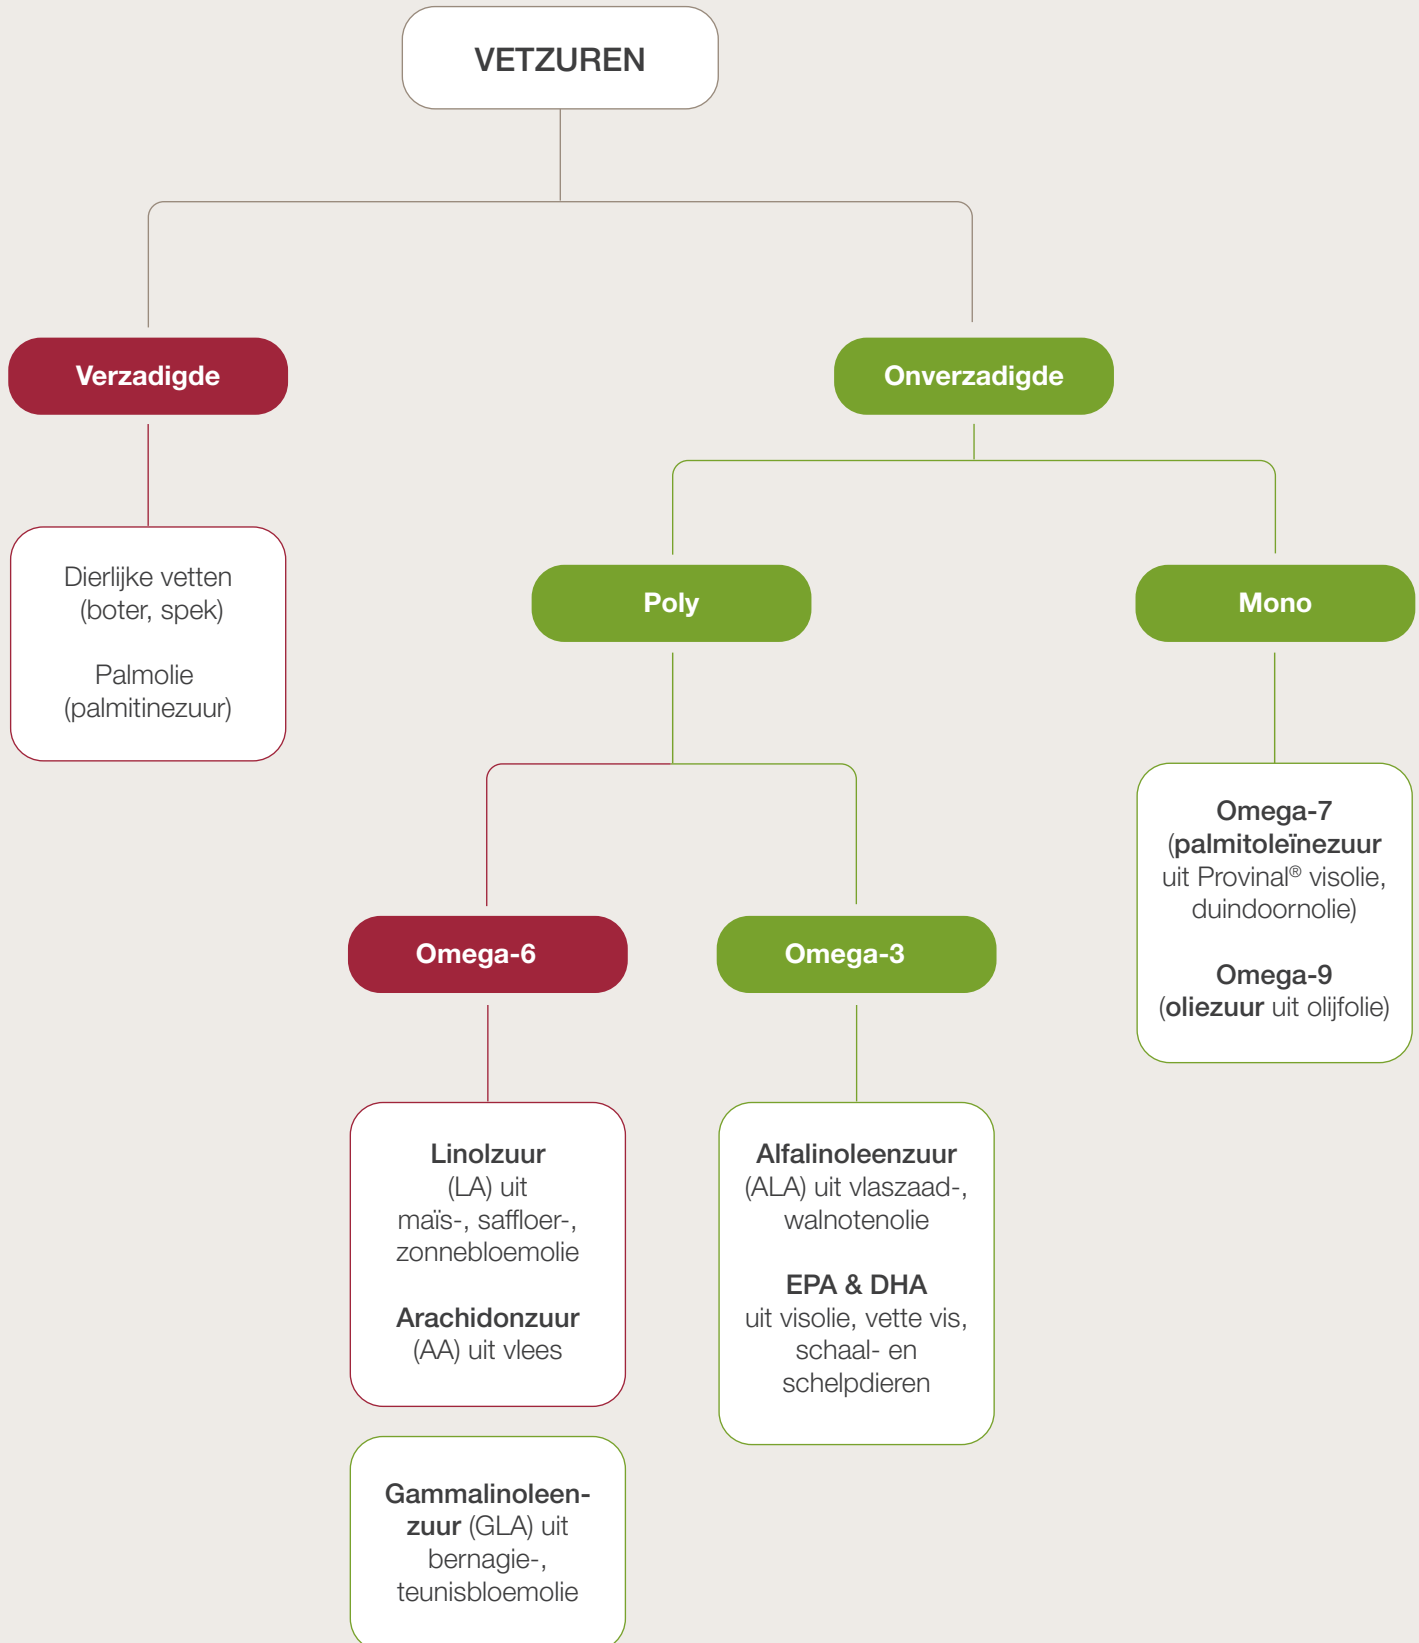 VETZUREN
Verzadigde
Onverzadigde
Dierlijke vetten
(boter, spek)
Palmolie
(palmitinezuur)
Poly
Mono
Omega-7
(palmitoleïnezuur
uit Provinal® visolie,
duindoornolie)
Omega-9
(oliezuur uit olijfolie)
Omega-6
Omega-3
Linolzuur
(LA) uit
maïs-, saffloer-,
zonnebloemolie
Arachidonzuur
(AA) uit vlees
Alfalinoleenzuur
(ALA) uit vlaszaad-,
walnotenolie
EPA & DHA
uit visolie, vette vis,
schaal- en
schelpdieren
Gammalinoleen-
zuur (GLA) uit
bernagie-,
teunisbloemolie